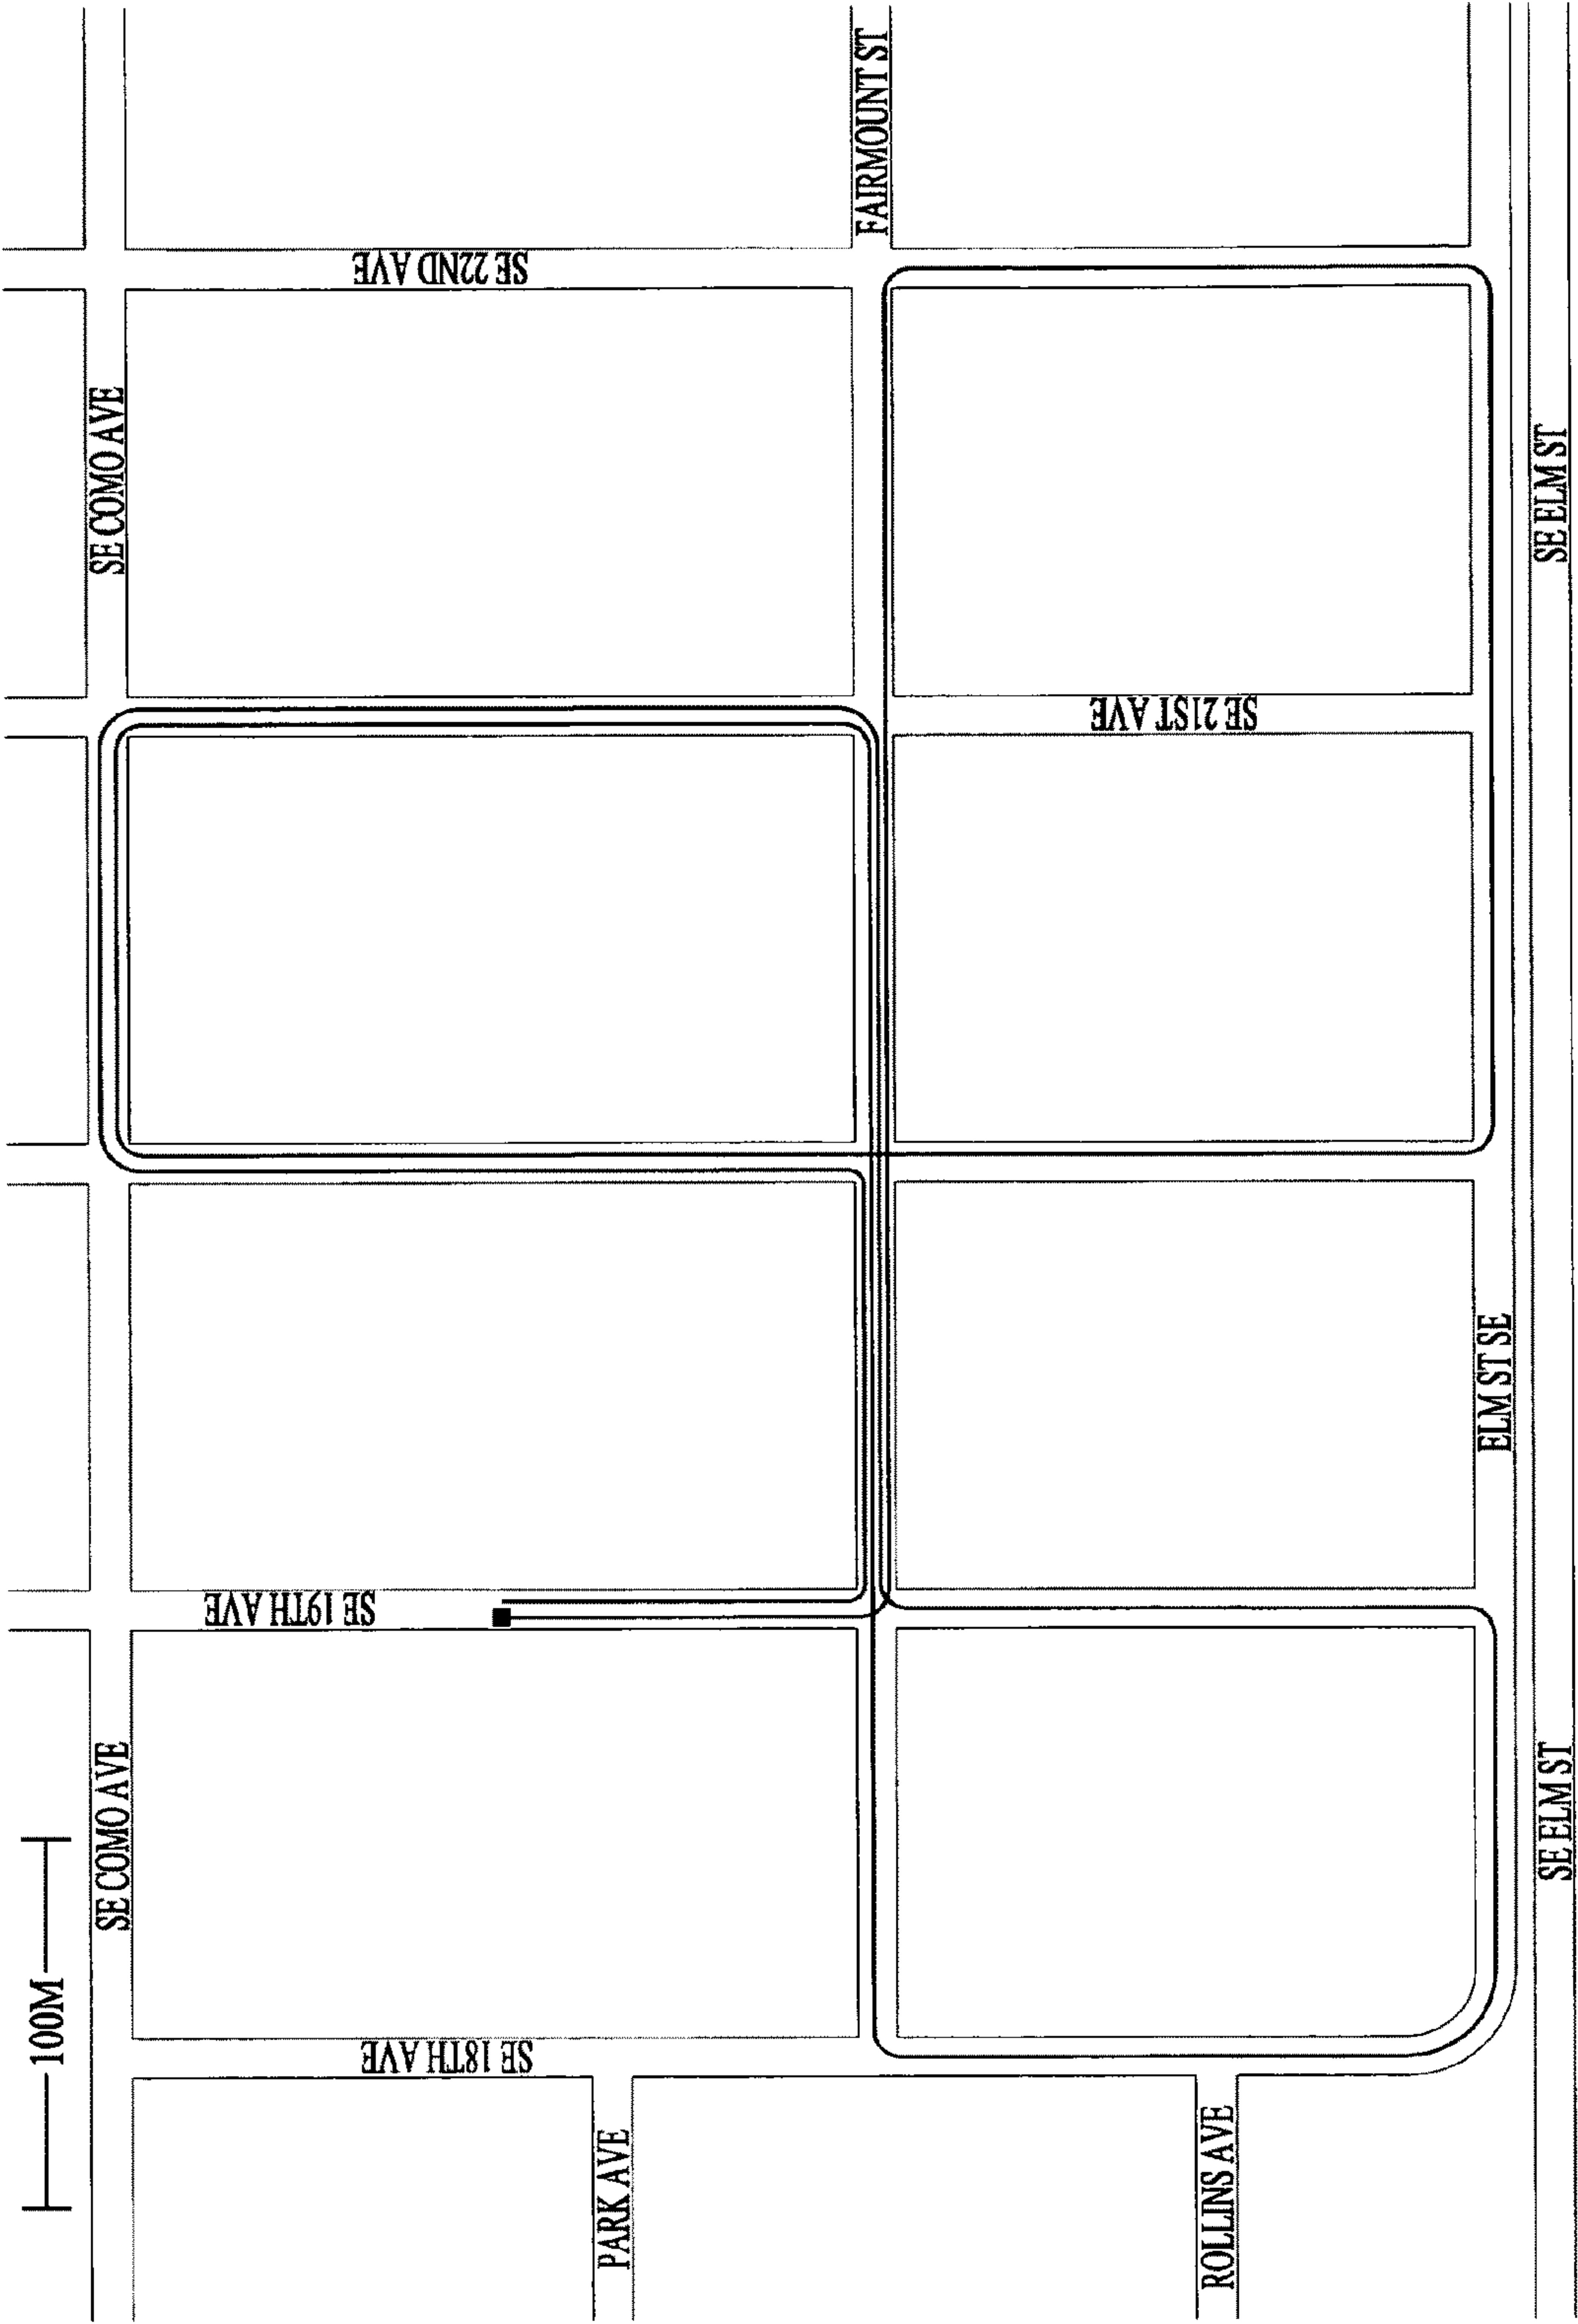 FAIRMOUNT ST
SE 22ND AVE
SE COMO AVE
SE ELM ST
SE 21ST AVE
ELM ST SE
SE 19TH AVE
SE COMO AVE
SE ELM ST
100M
SE 18TH AVE
PARK AVE
ROLLINS AVE